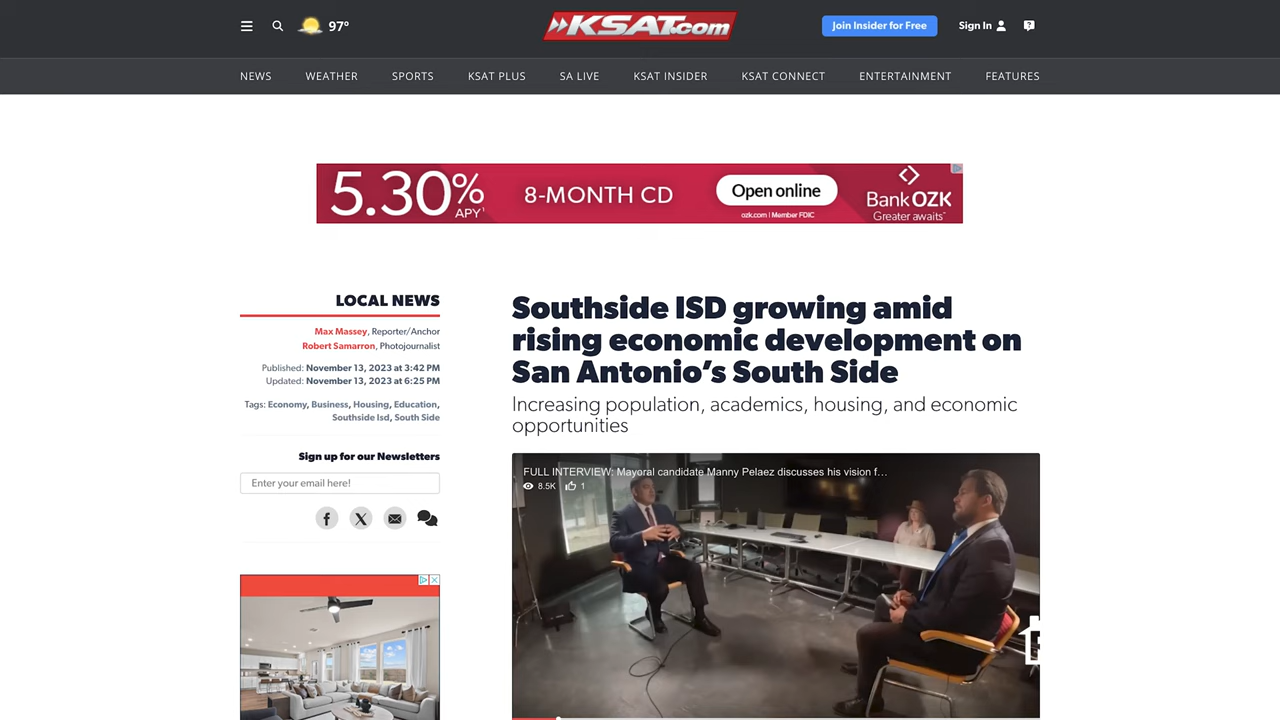 97°
KSAT.com
Join Insider for Free
Sign In
NEWS
WEATHER
SPORTS
KSAT PLUS
SA LIVE
KSAT INSIDER
KSAT CONNECT
ENTERTAINMENT
FEATURES
5.30% APY¹
8-MONTH CD
Open online
ozk.com | Member FDIC
Bank OZK
Greater awaits™
LOCAL NEWS
Max Massey, Reporter/Anchor
Robert Samarron, Photojournalist
Published: November 13, 2023 at 3:42 PM
Updated: November 13, 2023 at 6:25 PM
Tags: Economy, Business, Housing, Education,
Southside Isd, South Side
Sign up for our Newsletters
Enter your email here!
Southside ISD growing amid
rising economic development on
San Antonio’s South Side
Increasing population, academics, housing, and economic
opportunities
FULL INTERVIEW: Mayoral candidate Manny Pelaez discusses his vision f...
8.5K 1